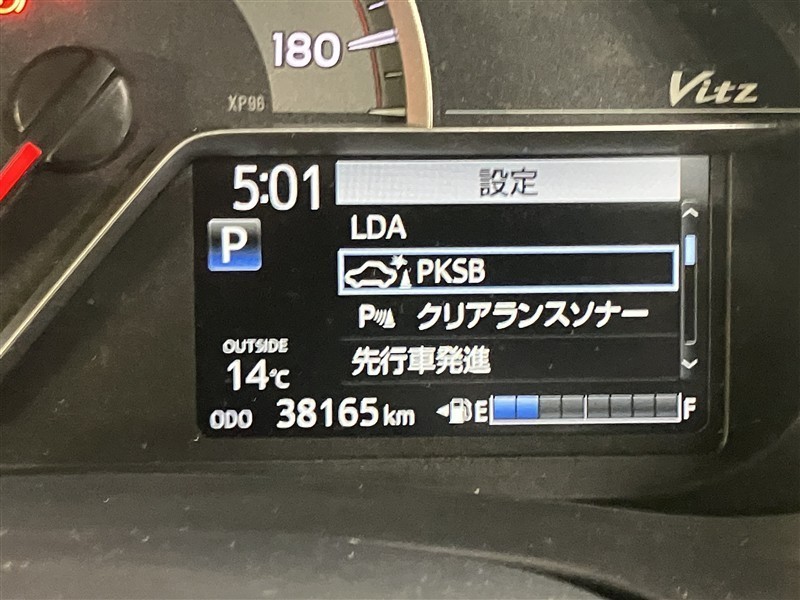 180
XP96
Vitz
5:01
設定
LDA
P
PKSB
P クリアランスソナー
先行車発進
OUTSIDE
14℃
ODO 38165 km
E F